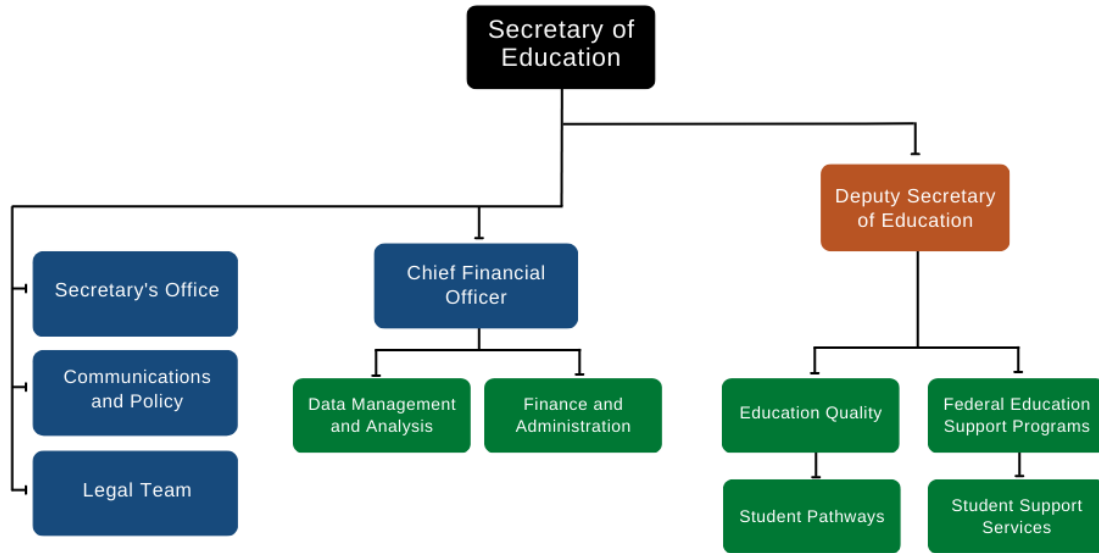 Secretary of
Education
Deputy Secretary
of Education
Secretary's Office
Chief Financial
Officer
Communications
and Policy
Data Management
and Analysis
Finance and
Administration
Education Quality
Federal Education
Support Programs
Legal Team
Student Pathways
Student Support
Services